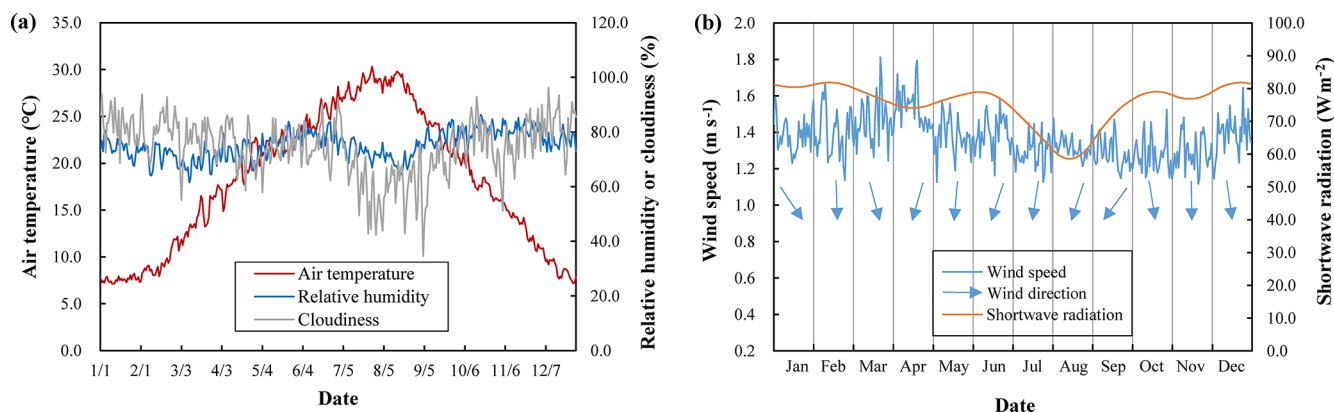 (a)
35.0
30.0
25.0
20.0
15.0
10.0
5.0
0.0
Air temperature (°C)
120.0
100.0
80.0
60.0
40.0
20.0
0.0
Relative humidity or cloudiness (%)
Air temperature
Relative humidity
Cloudiness
1/1 2/1 3/3 4/3 5/4 6/4 7/5 8/5 9/5 10/6 11/6 12/7
Date
(b)
2.0
1.8
1.6
1.4
1.2
1.0
0.8
0.6
0.4
0.2
Wind speed (m s-1)
100.0
90.0
80.0
70.0
60.0
50.0
40.0
30.0
20.0
10.0
0.0
Shortwave radiation (W m-2)
Wind speed
Wind direction
Shortwave radiation
Jan Feb Mar Apr May Jun Jul Aug Sep Oct Nov Dec
Date